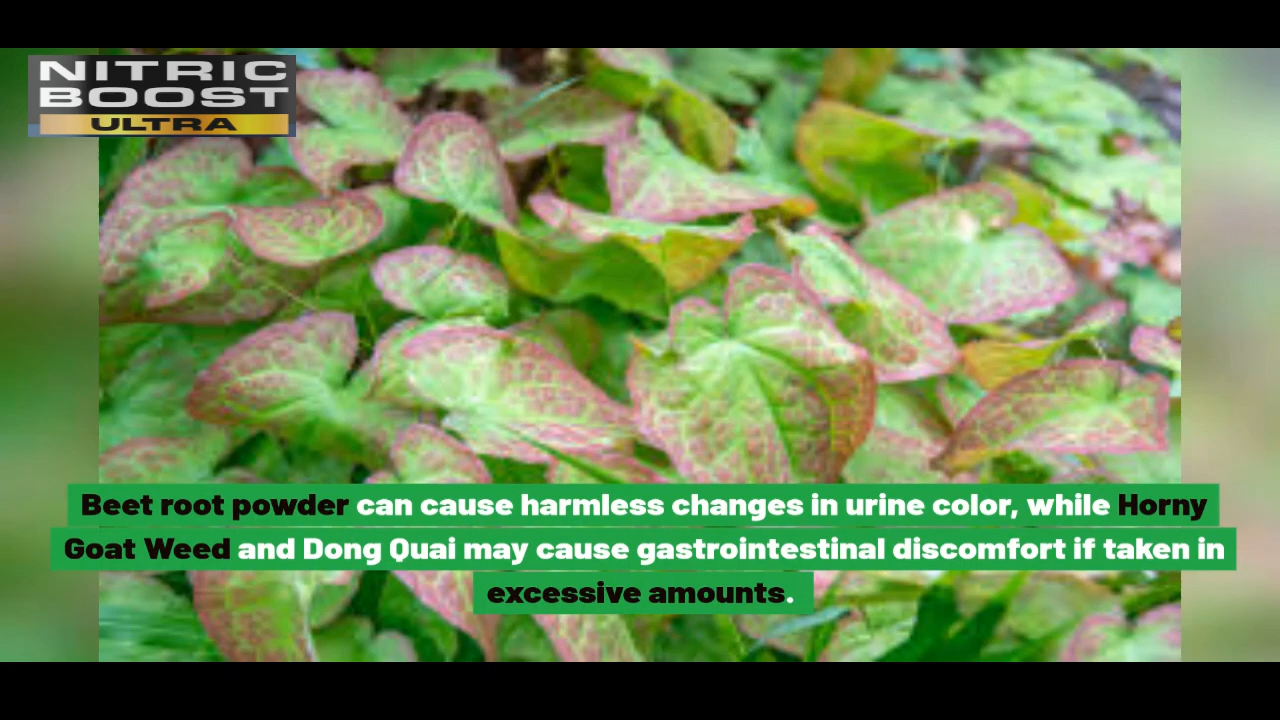 NITRIC
BOOST
ULTRA
Beet root powder can cause harmless changes in urine color, while Horny
Goat Weed and Dong Quai may cause gastrointestinal discomfort if taken in
excessive amounts.